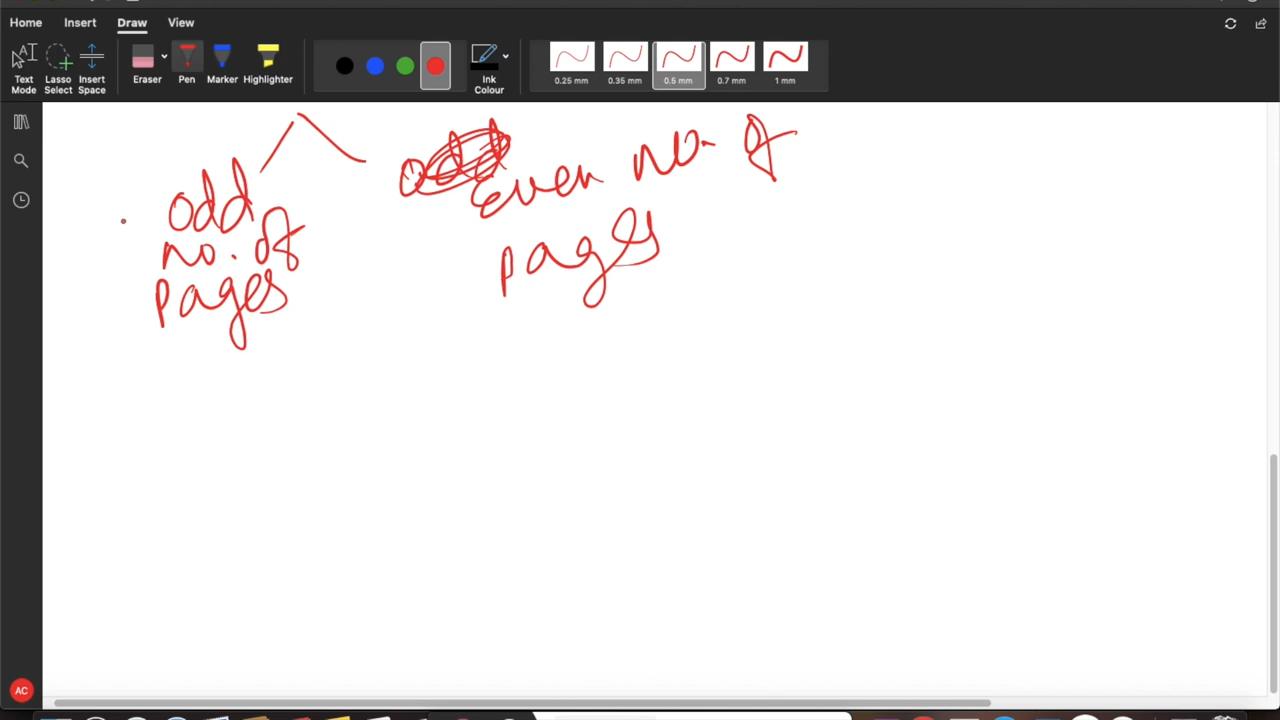 Home Insert Draw View
Text Mode
Lasso Select
Insert Space
Eraser
Pen
Marker
Highlighter
Ink Colour
0.25 mm
0.35 mm
0.5 mm
0.7 mm
1 mm
odd
no. of
pages
Even no. of
pages
AC